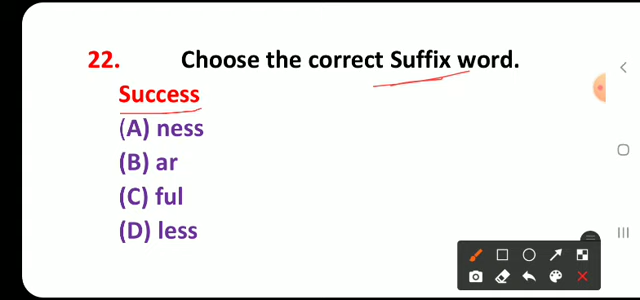 22. Choose the correct Suffix word.
Success
(A) ness
(B) ar
(C) ful
(D) less